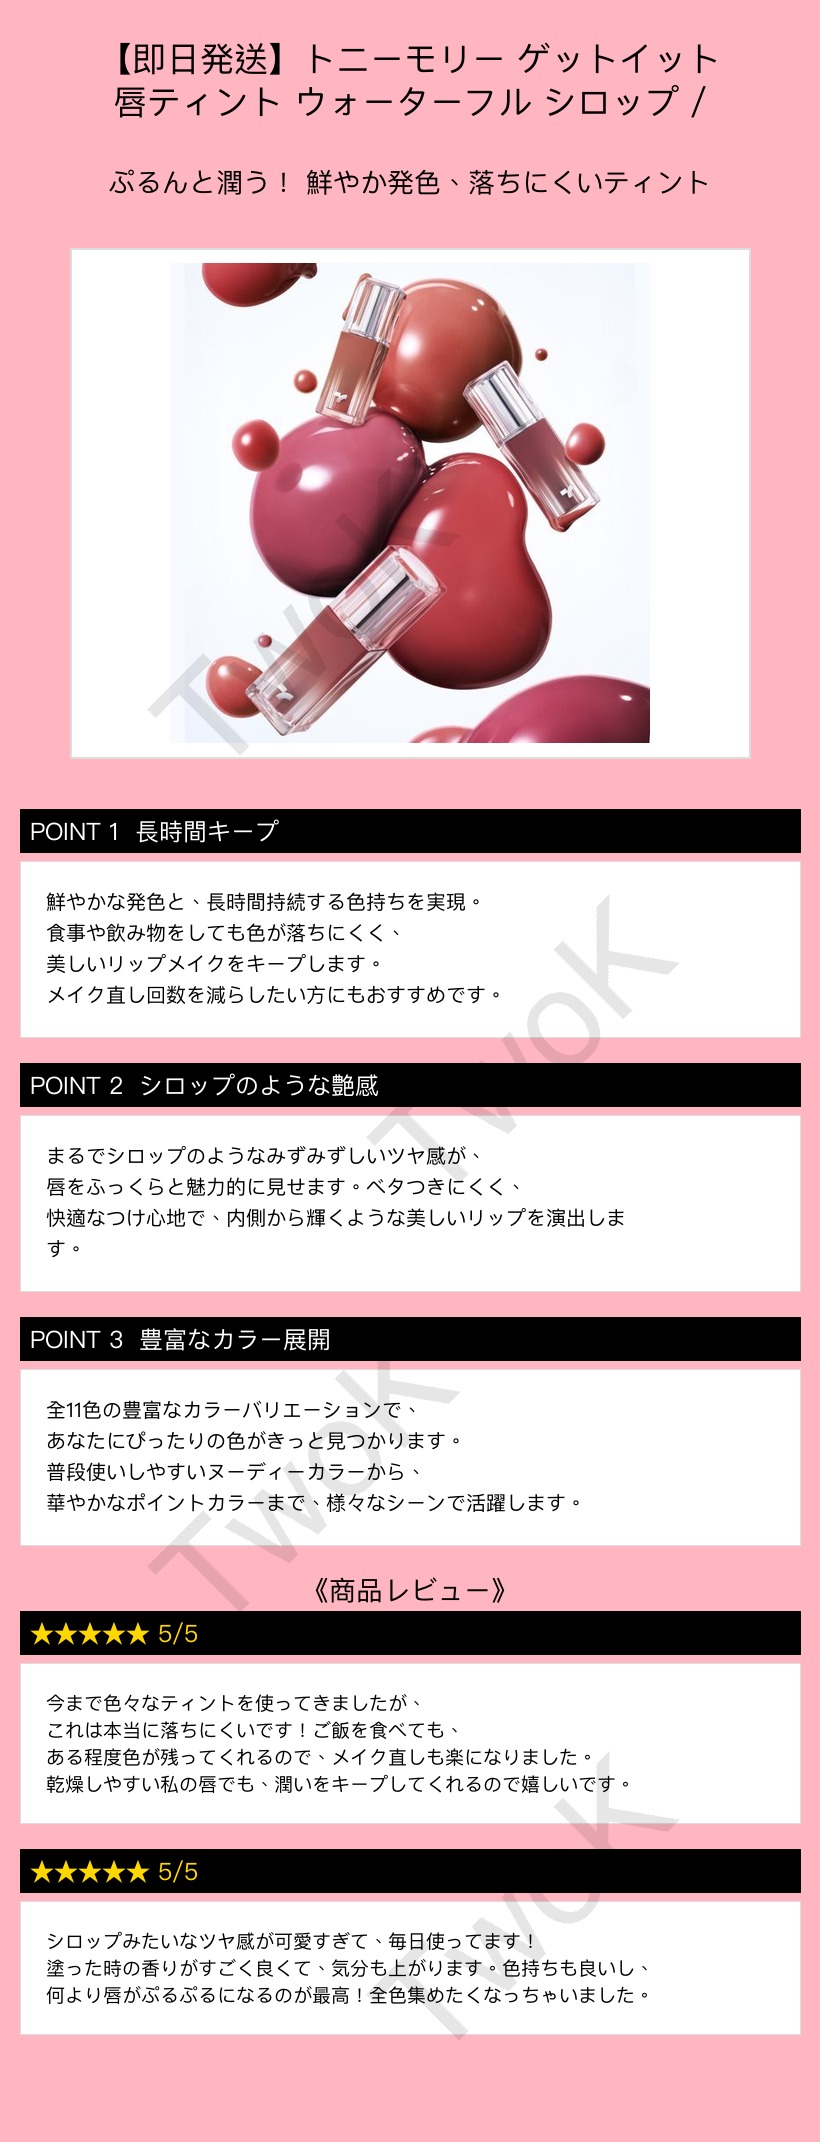 【即日発送】トニーモリー ゲットイット
唇ティント ウォーターフル シロップ /
ぷるんと潤う！ 鮮やか発色、落ちにくいティント
TwoK
POINT 1 長時間キープ
鮮やかな発色と、長時間持続する色持ちを実現。
食事や飲み物をしても色が落ちにくく、
美しいリップメイクをキープします。
メイク直し回数を減らしたい方にもおすすめです。
TwoK
POINT 2 シロップのような艶感
まるでシロップのようなみずみずしいツヤ感が、
唇をふっくらと魅力的に見せます。ベタつきにくく、
快適なつけ心地で、内側から輝くような美しいリップを演出しま
す。
POINT 3 豊富なカラー展開
全11色の豊富なカラーバリエーションで、
あなたにぴったりの色がきっと見つかります。
普段使いしやすいヌーディーカラーから、
華やかなポイントカラーまで、様々なシーンで活躍します。
TwoK
《商品レビュー》
★★★★★ 5/5
今まで色々なティントを使ってきましたが、
これは本当に落ちにくいです！ご飯を食べても、
ある程度色が残ってくれるので、メイク直しも楽になりました。
乾燥しやすい私の唇でも、潤いをキープしてくれるので嬉しいです。
★★★★★ 5/5
シロップみたいなツヤ感が可愛すぎて、毎日使ってます！
塗った時の香りがすごく良くて、気分も上がります。色持ちも良いし、
何より唇がぷるぷるになるのが最高！全色集めたくなっちゃいました。
TwoK